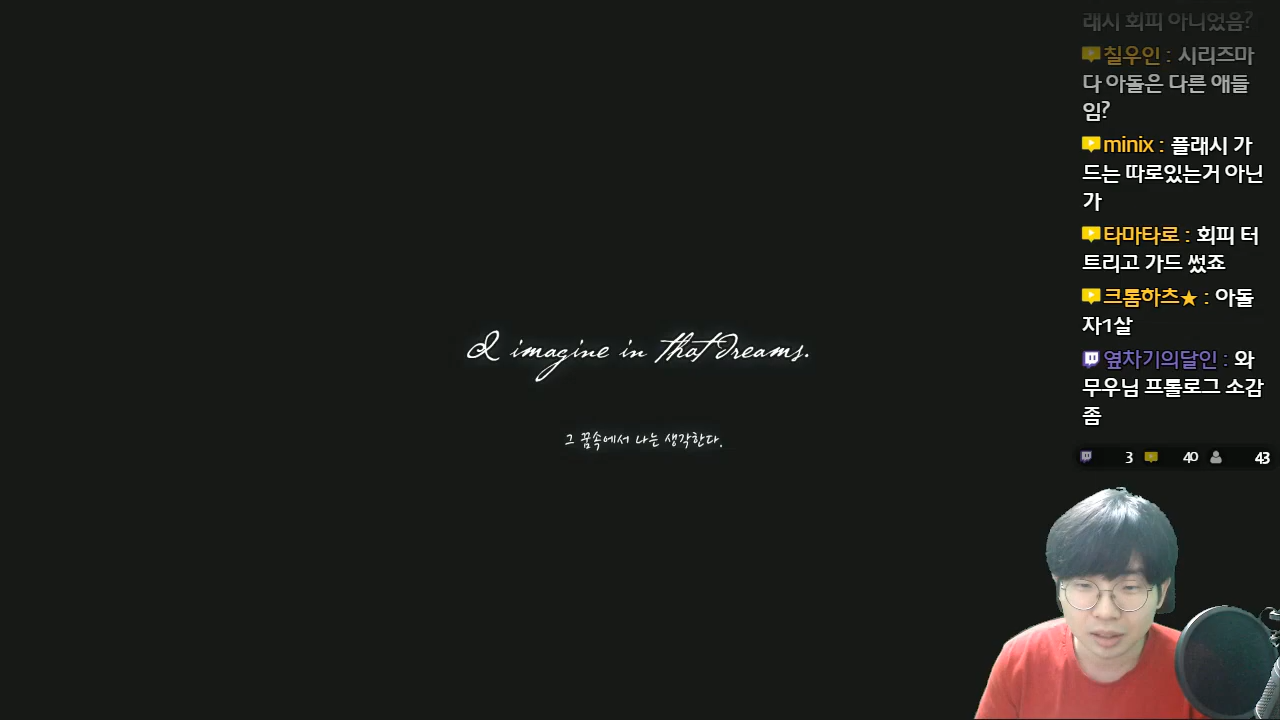 I imagine in that dreams.
그 꿈속에서 나는 생각한다.
래시 회피 아니었음?
칠우인 : 시리즈마
다 아돌은 다른 애들
임?
minix : 플래시 가
드는 따로있는거 아닌
가
타마타로 : 회피 터
트리고 가드 썼죠
크롬하츠★ : 아돌
자1살
옆차기의달인 : 와
무우님 프롤로그 소감
좀
3 40 43